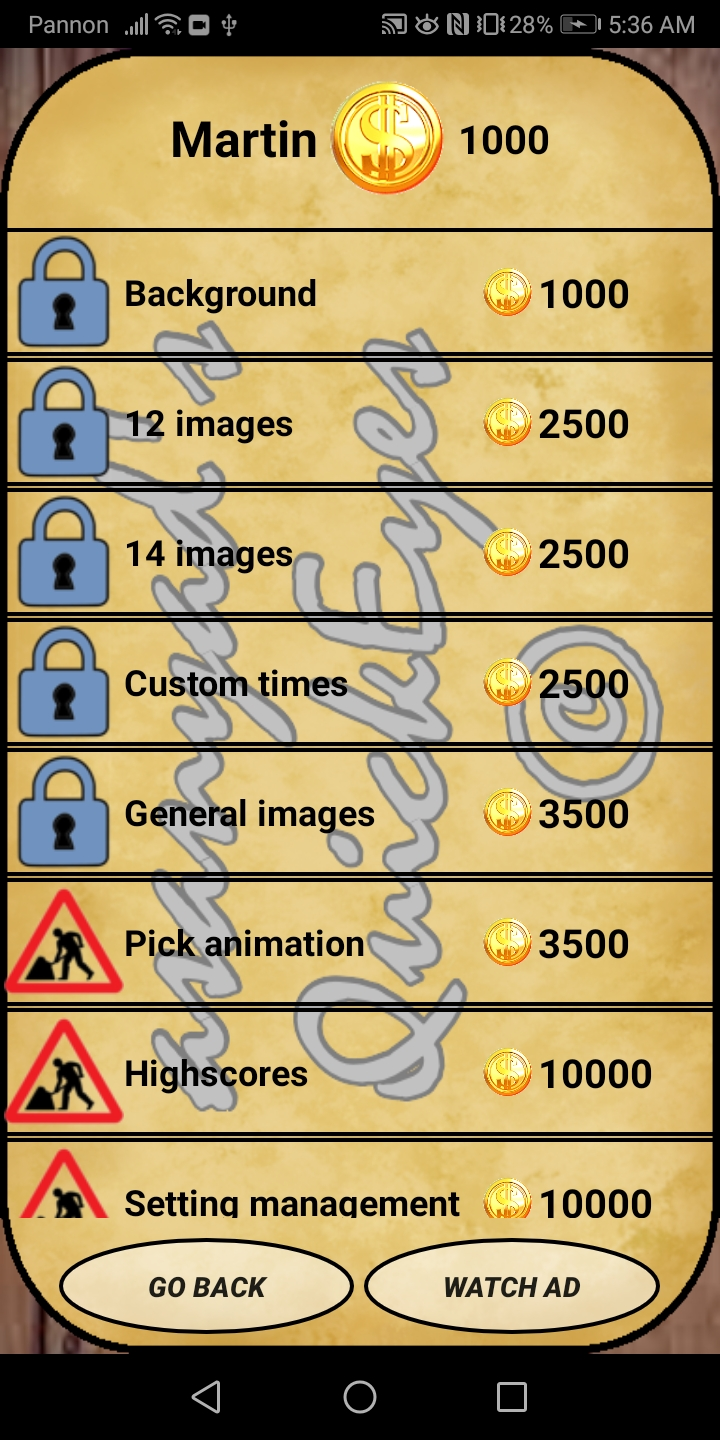 Pannon 28% 5:36 AM
Martin 1000
Background 1000
12 images 2500
14 images 2500
Custom times 2500
General images 3500
Pick animation 3500
Highscores 10000
Setting management 10000
GO BACK WATCH AD
QuickEyes ©